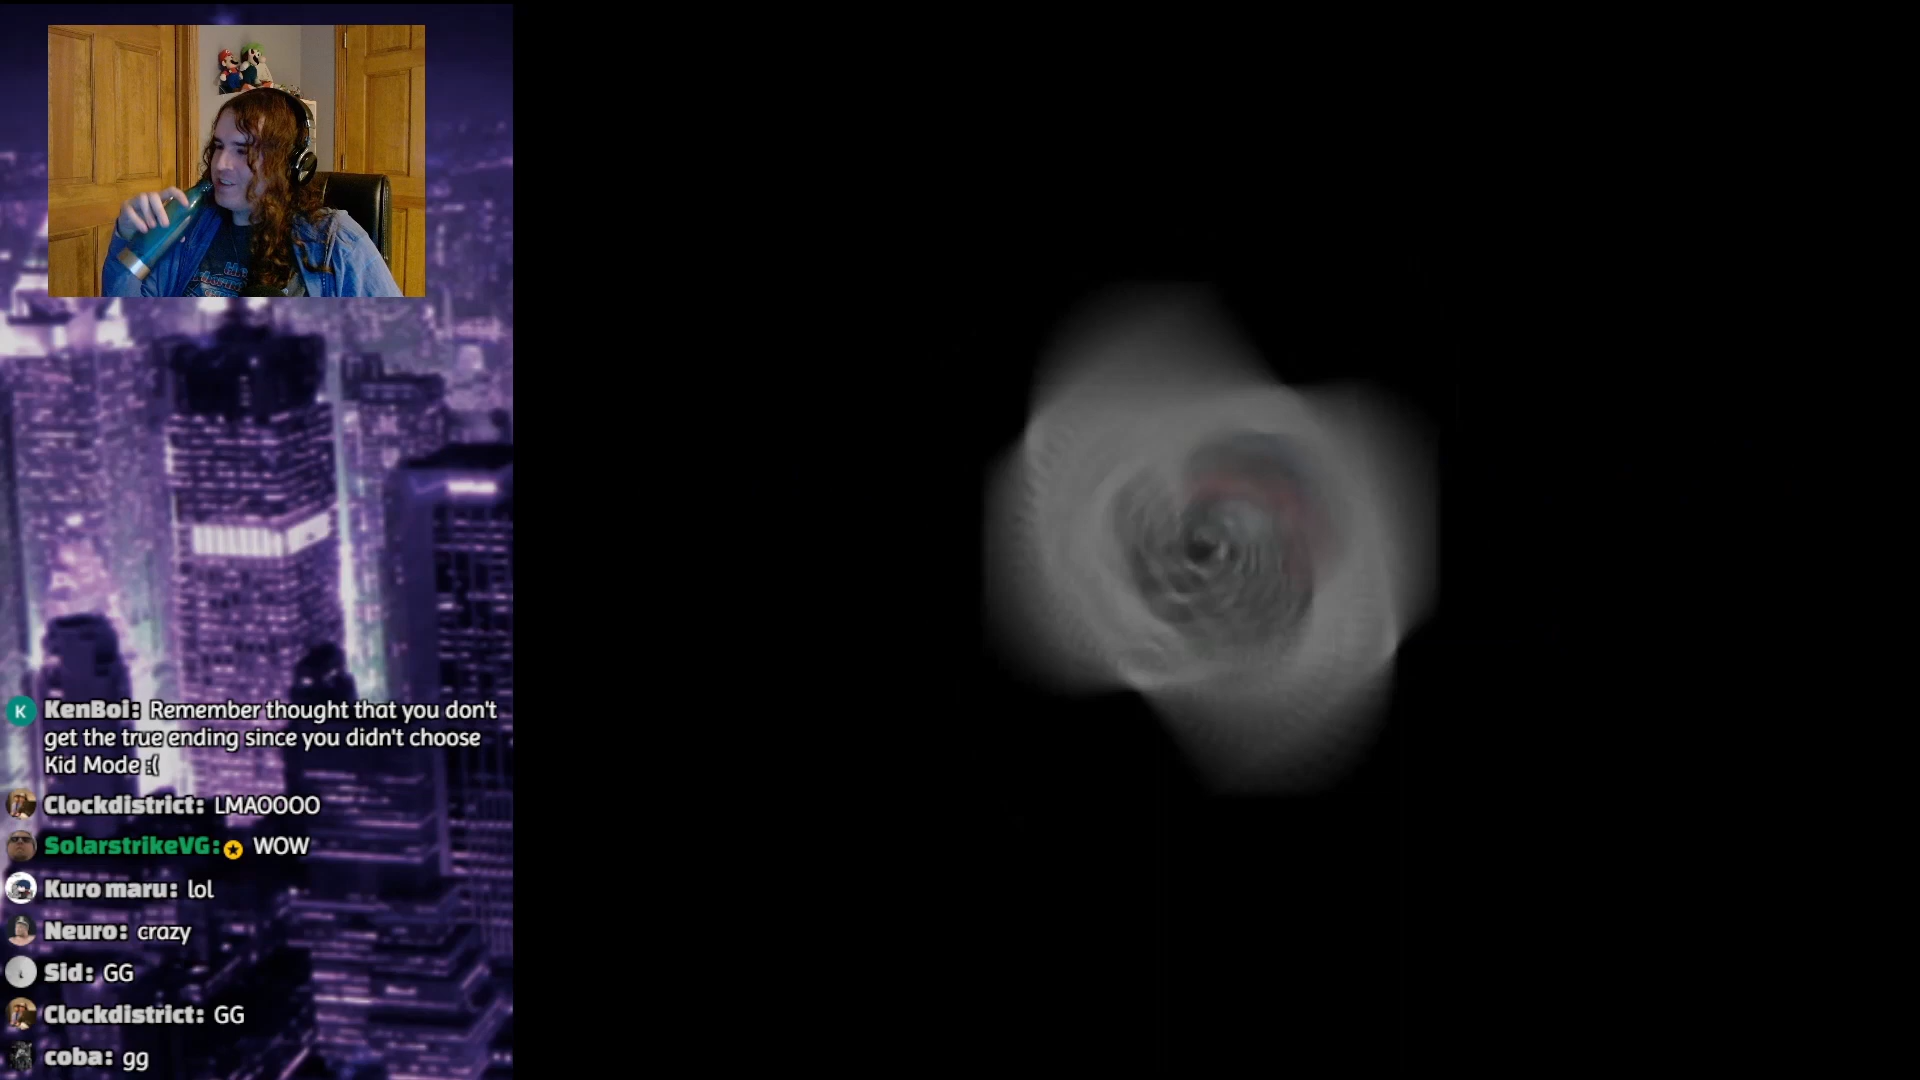 K KenBoi: Remember thought that you don't
get the true ending since you didn't choose
Kid Mode :(
Clockdistrict: LMAOOOO
SolarstrikeVG: WOW
Kuro maru: lol
Neuro: crazy
Sid: GG
Clockdistrict: GG
coba: gg